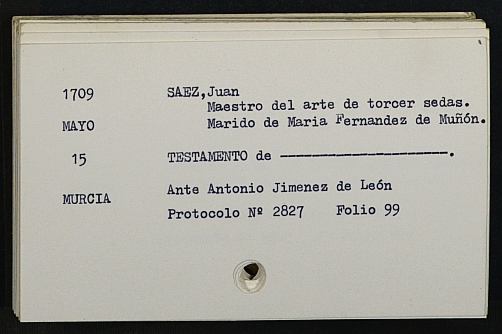 1709 SAEZ,Juan
Maestro del arte de torcer sedas.
MAYO Marido de Maria Fernandez de Muñón.
15 TESTAMENTO de ---------------------.
MURCIA Ante Antonio Jimenez de León
Protocolo Nº 2827 Folio 99